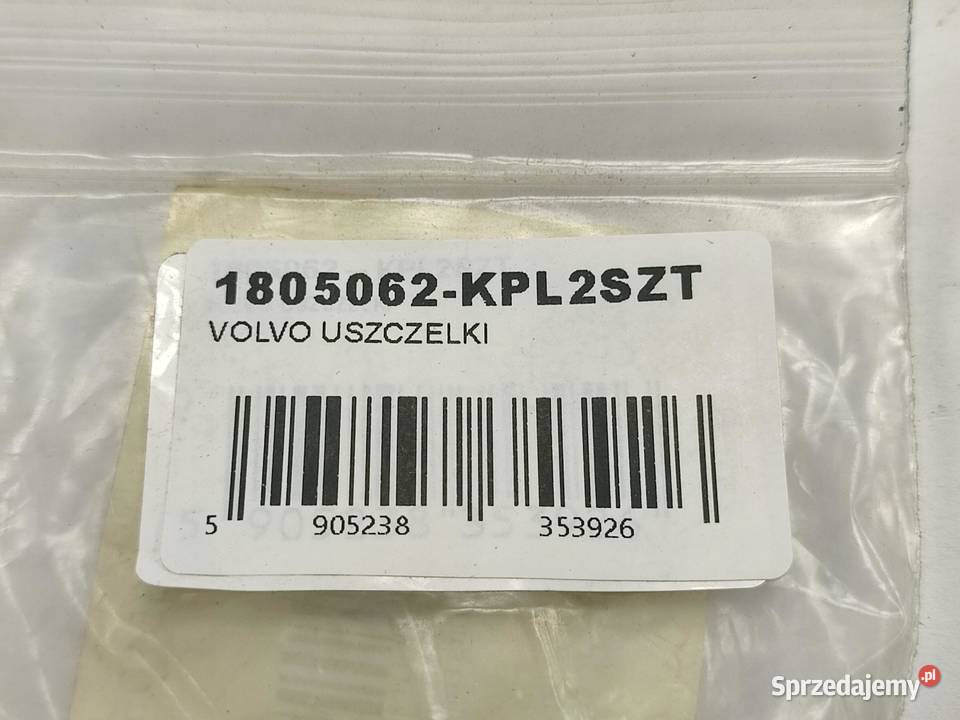 1805062-KPL2SZT
VOLVO USZCZELKI
5 905238 353926
Sprzedajemy.pl